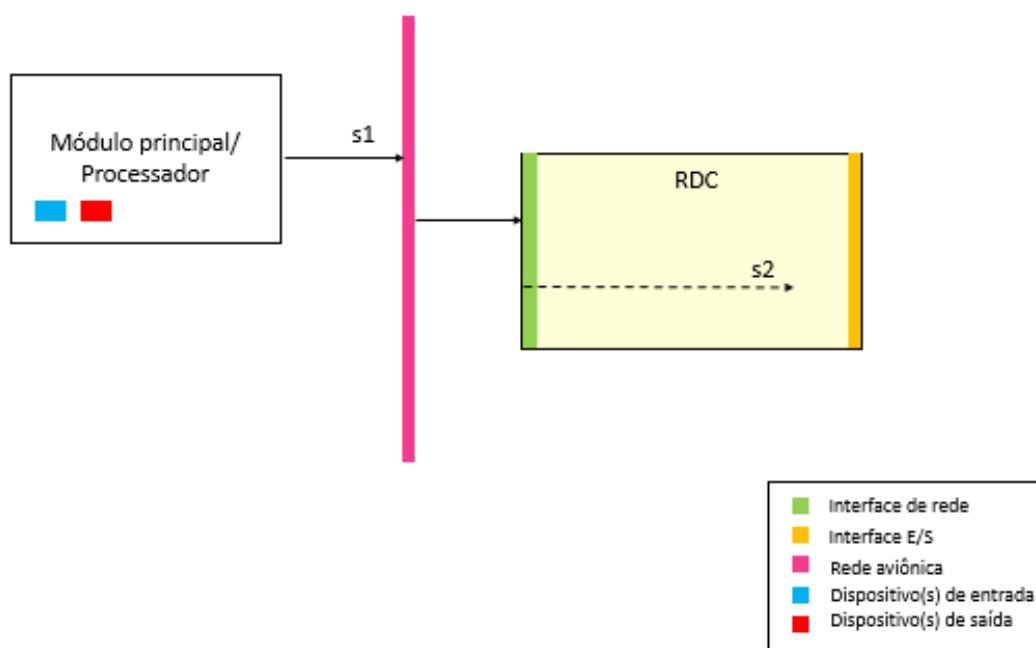 Módulo principal/
Processador
s1
RDC
s2
Interface de rede
Interface E/S
Rede aviônica
Dispositivo(s) de entrada
Dispositivo(s) de saída